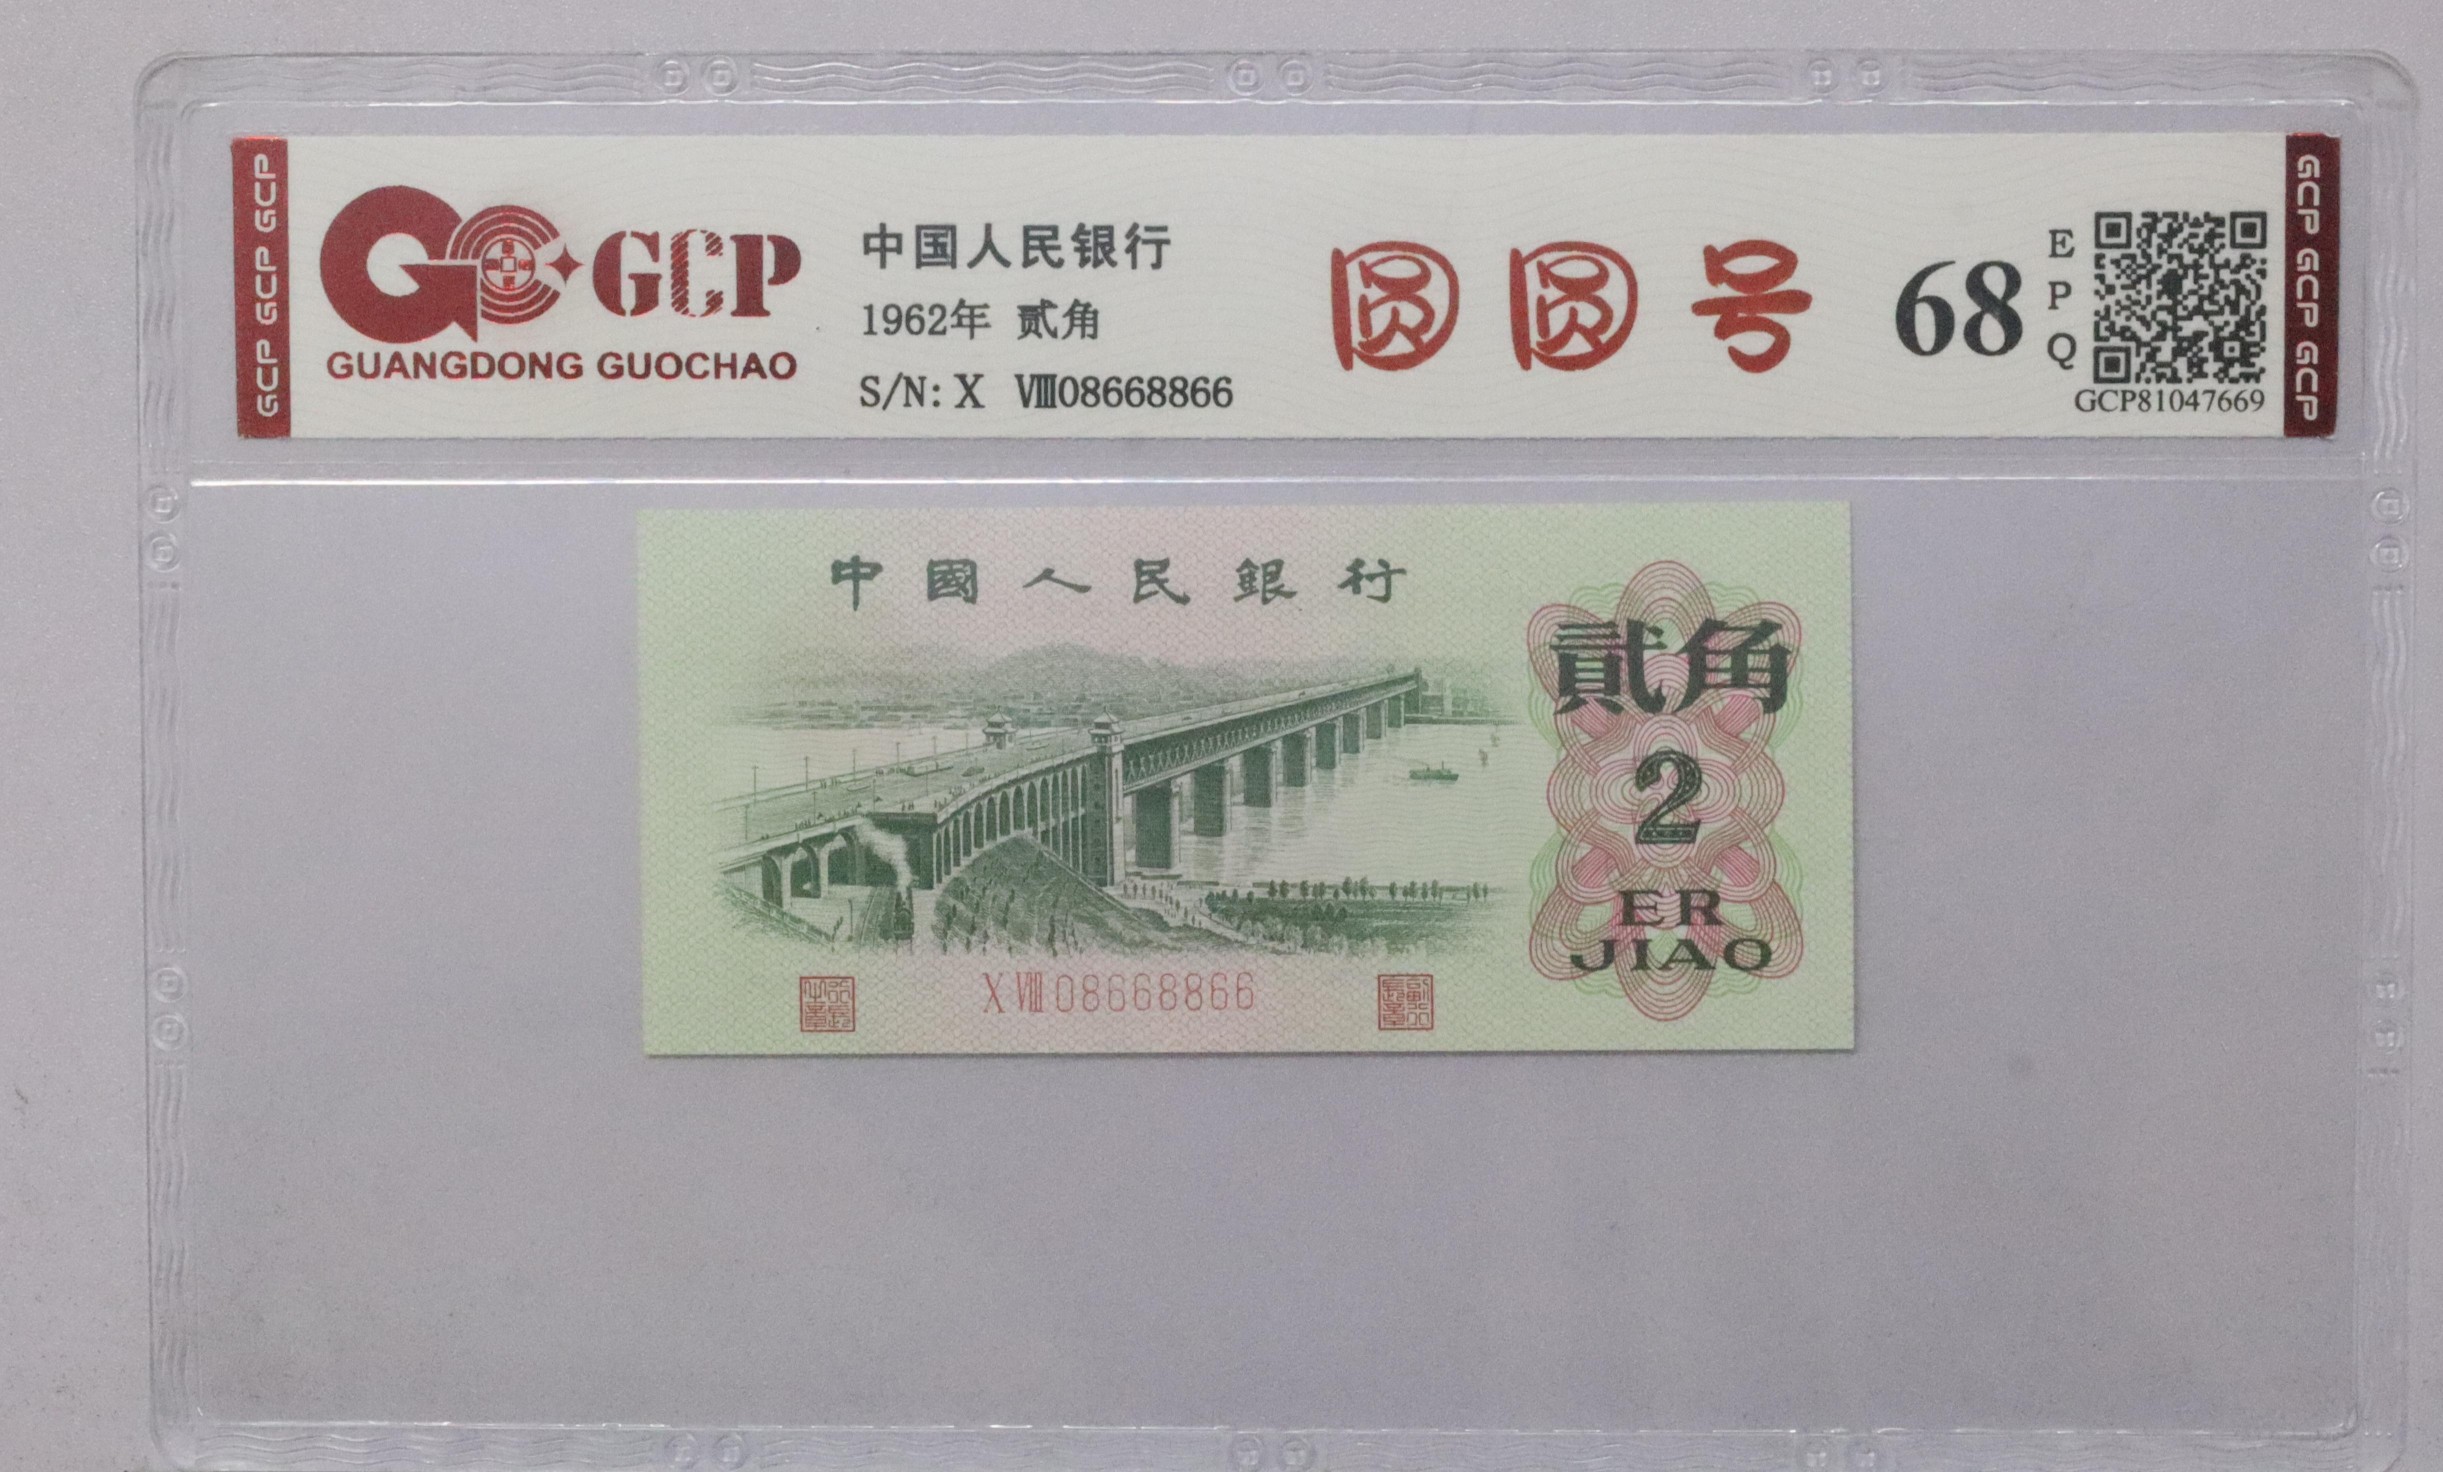 GCP GCP GCP
GCP
GUANGDONG GUOCHAO
中国人民银行
1962年 贰角
S/N: X Ⅷ08668866
圆圆号
68
EPQ
GCP81047669
GCP GCP GCP
中國人民銀行
貳角
2
ER
JIAO
X Ⅷ 08668866